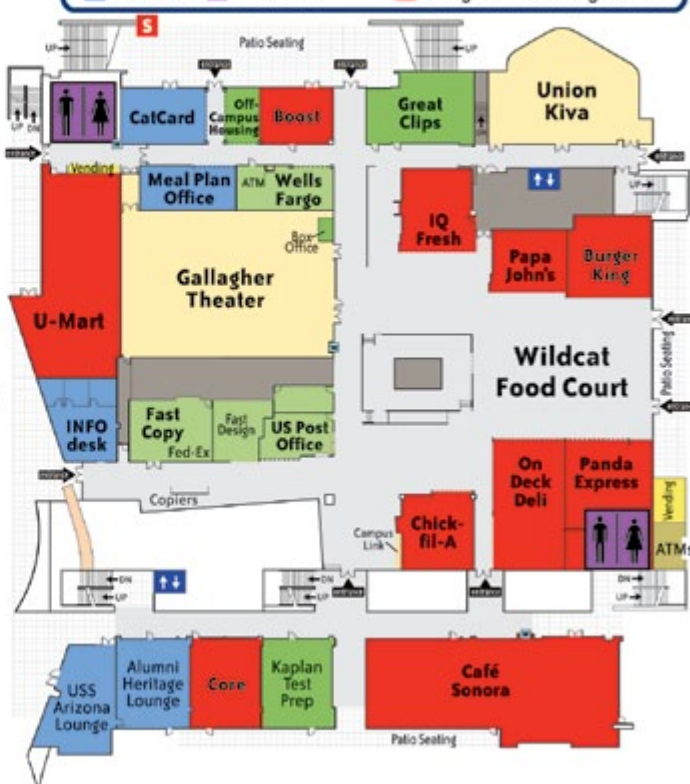 S
Patio Seating
UP
UP
entrance
entrance
CatCard
Off-
Campus
Housing
Boost
Great
Clips
Union
Kiva
UP
DN
entrance
entrance
Vending
Meal Plan
Office
ATM
Wells
Fargo
UP
IQ
Fresh
Box
Office
Papa
John's
Burger
King
Gallagher
Theater
U-Mart
entrance
Wildcat
Food Court
Patio Seating
entrance
INFO
desk
Fast
Copy
Fed-Ex
Fast
Design
US Post
Office
On
Deck
Deli
Panda
Express
entrance
Copiers
Vending
Campus
Link
Chick-
fil-A
ATMs
DN
UP
DN
UP
entrance
entrance
DN
UP
USS
Arizona
Lounge
Alumni
Heritage
Lounge
Core
Kaplan
Test
Prep
Café
Sonora
Patio Seating